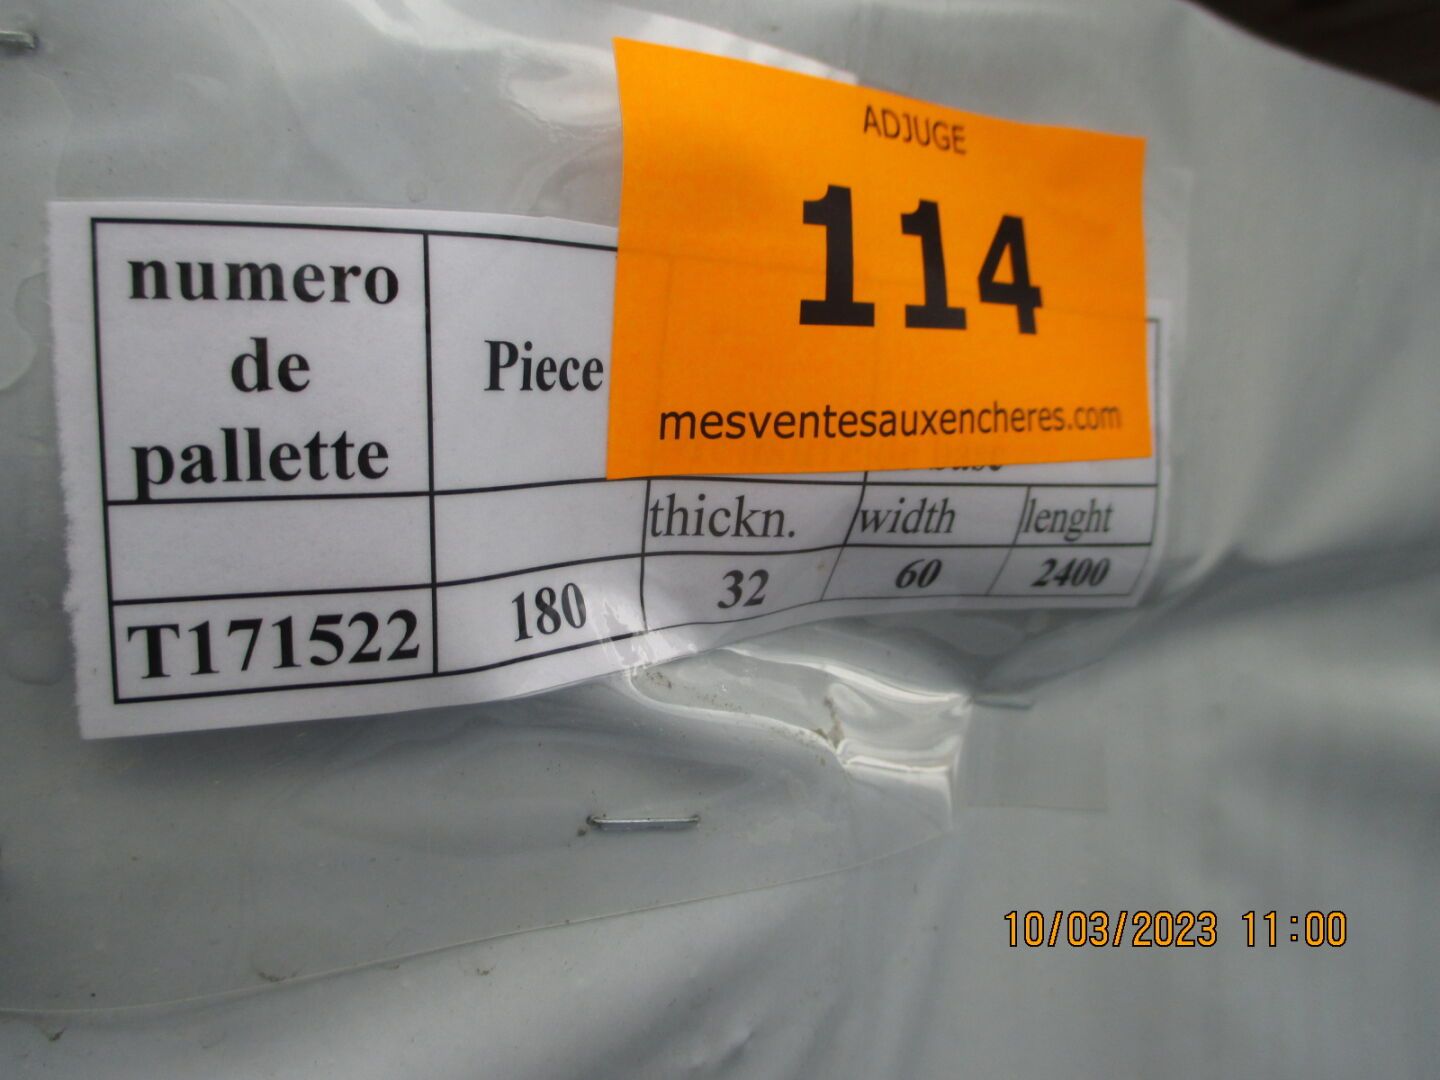 ADJUGE
114
mesventesauxencheres.com
numero
de
pallette
Piece
thickn. width lenght
T171522 180 32 60 2400
10/03/2023 11:00